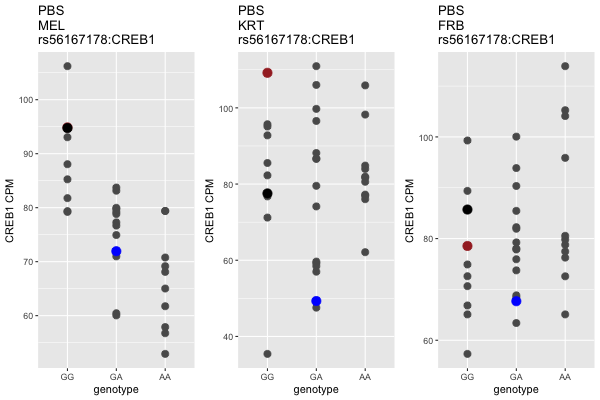 PBS
MEL
rs56167178:CREB1
CREB1 CPM
100
90
80
70
60
GG GA AA
genotype
PBS
KRT
rs56167178:CREB1
CREB1 CPM
100
80
60
40
GG GA AA
genotype
PBS
FRB
rs56167178:CREB1
CREB1 CPM
100
80
60
GG GA AA
genotype